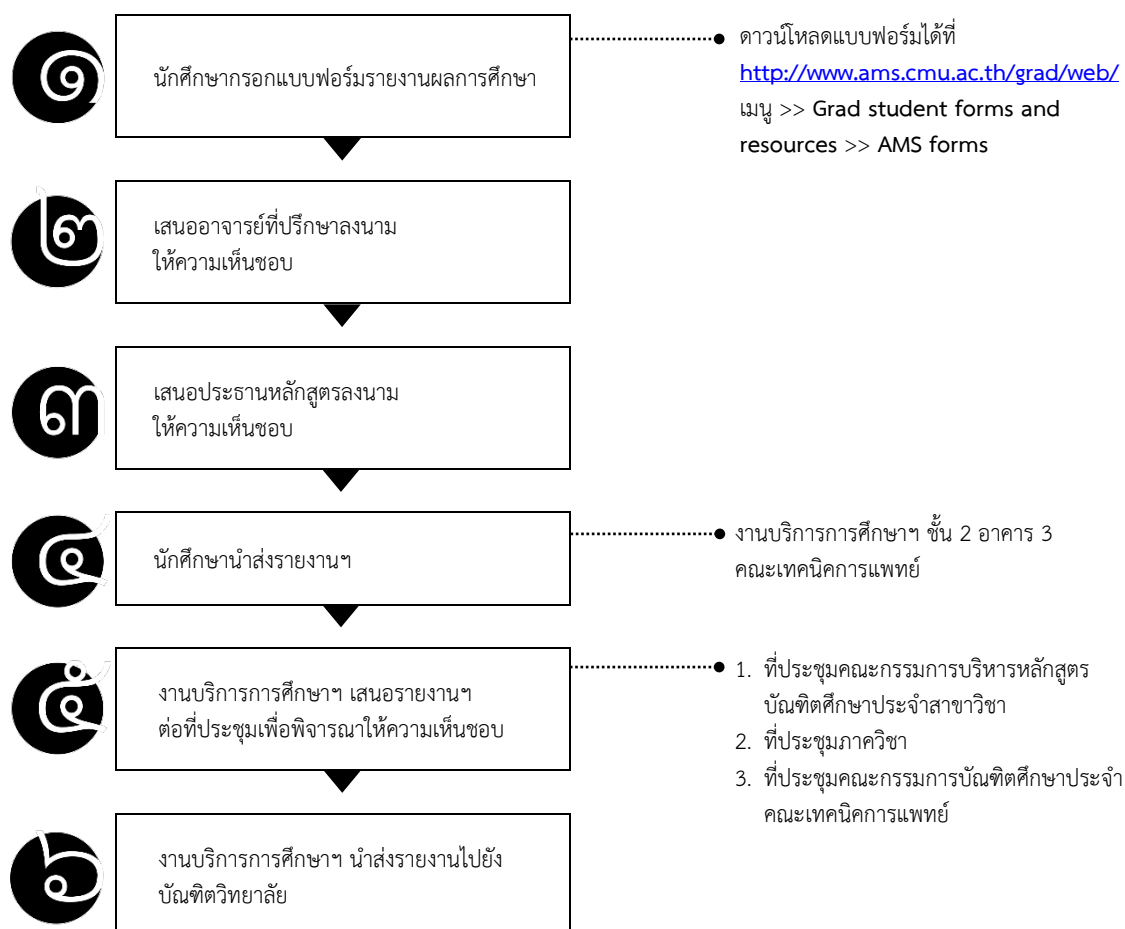 ๑
นักศึกษากรอกแบบฟอร์มรายงานผลการศึกษา
ดาวน์โหลดแบบฟอร์มได้ที่
http://www.ams.cmu.ac.th/grad/web/
เมนู >> Grad student forms and
resources >> AMS forms
๒
เสนออาจารย์ที่ปรึกษาลงนาม
ให้ความเห็นชอบ
๓
เสนอประธานหลักสูตรลงนาม
ให้ความเห็นชอบ
๔
นักศึกษานำส่งรายงานฯ
งานบริการการศึกษาฯ ชั้น 2 อาคาร 3
คณะเทคนิคการแพทย์
๕
งานบริการการศึกษาฯ เสนอรายงานฯ
ต่อที่ประชุมเพื่อพิจารณาให้ความเห็นชอบ
1. ที่ประชุมคณะกรรมการบริหารหลักสูตร
บัณฑิตศึกษาประจำสาขาวิชา
2. ที่ประชุมภาควิชา
3. ที่ประชุมคณะกรรมการบัณฑิตศึกษาประจำ
คณะเทคนิคการแพทย์
๖
งานบริการการศึกษาฯ นำส่งรายงานไปยัง
บัณฑิตวิทยาลัย